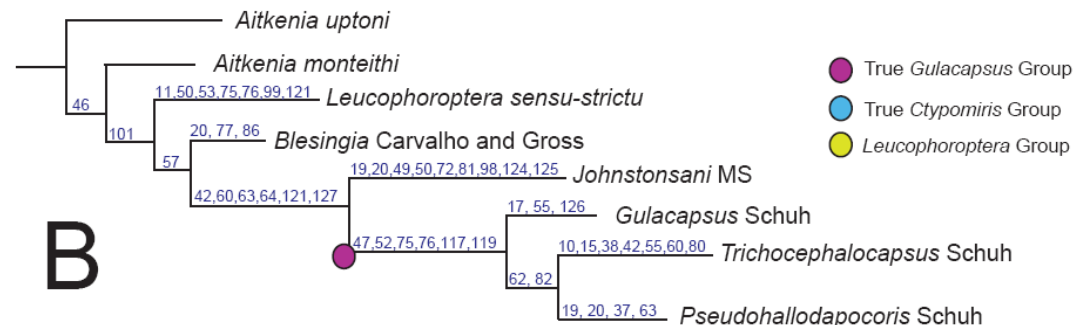 Aitkenia uptoni
Aitkenia monteithi
True Gulacapsus Group
11,50,53,75,76,99,121
Leucophoroptera sensu-strictu
46
True Ctypomiris Group
101
20, 77, 86
Blesingia Carvalho and Gross
Leucophoroptera Group
57
19,20,49,50,72,81,98,124,125
Johnstonsani MS
42,60,63,64,121,127
17, 55, 126
Gulacapsus Schuh
B
47,52,75,76,117,119
10,15,38,42,55,60,80
Trichocephalocapsus Schuh
62, 82
19, 20, 37, 63
Pseudohallodapocoris Schuh